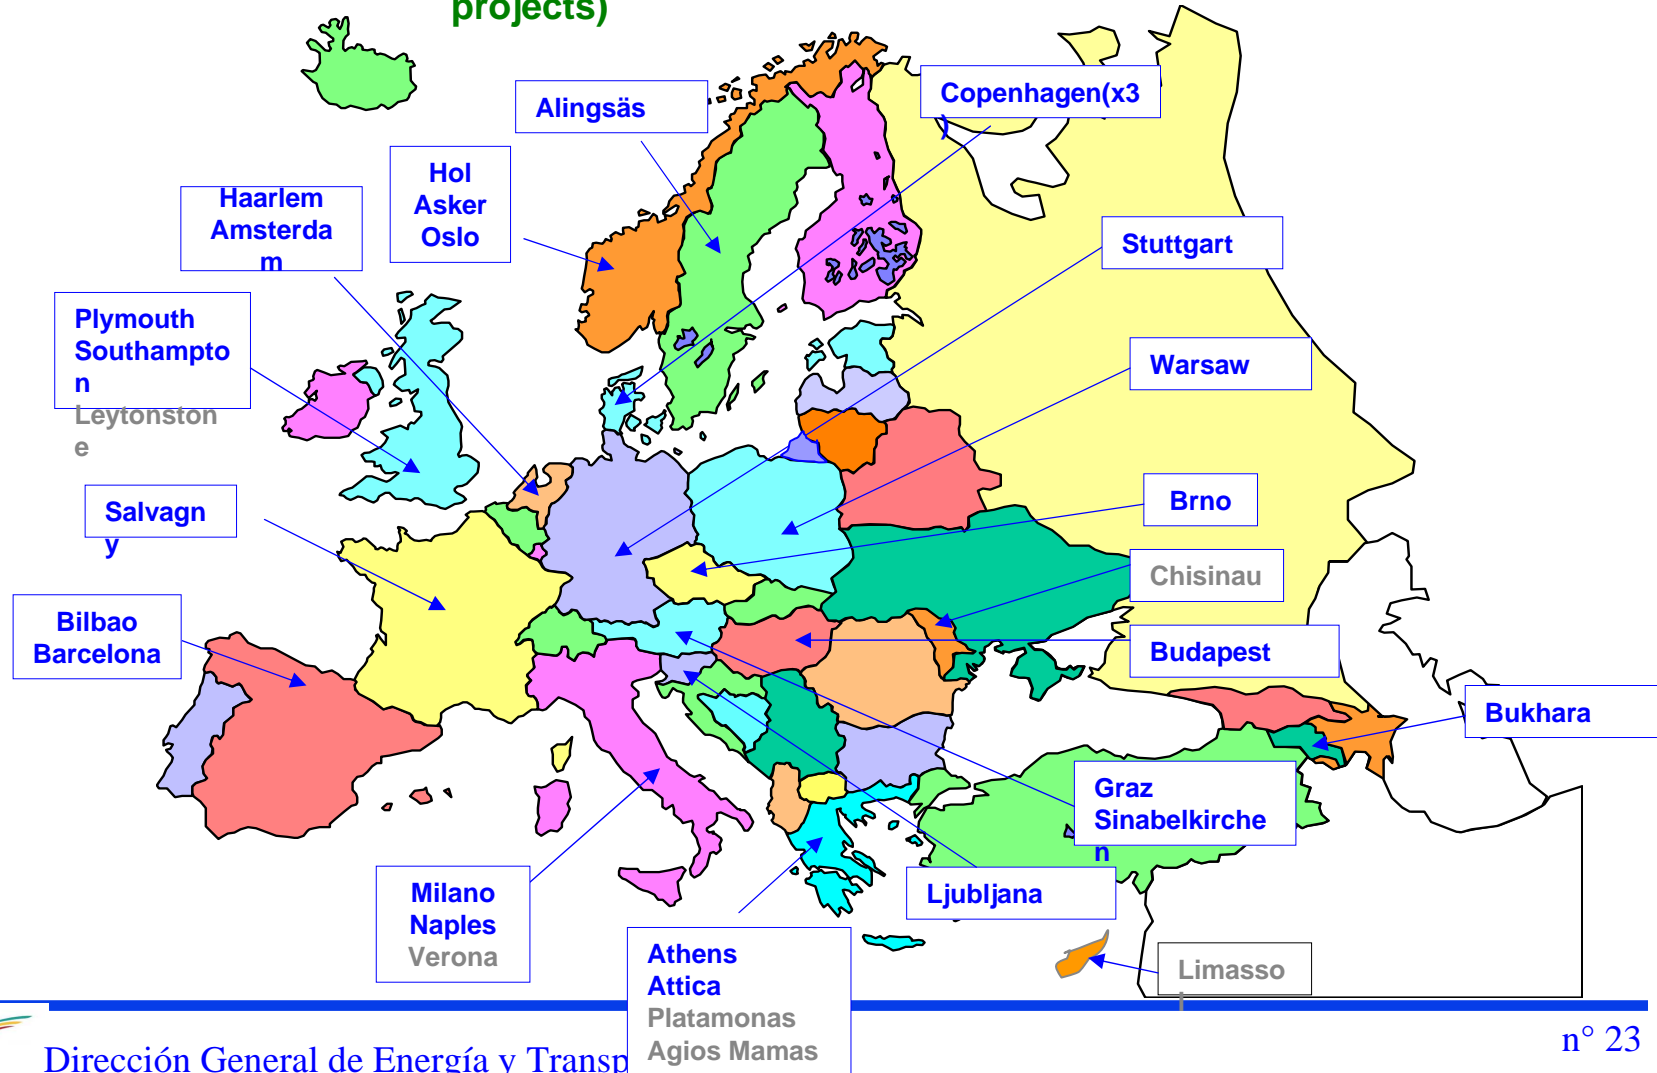 projects)
Alingsäs
Copenhagen(x3
)
Hol
Asker
Oslo
Haarlem
Amsterda
m
Stuttgart
Plymouth
Southampto
n
Leytonston
e
Warsaw
Salvagn
y
Brno
Chisinau
Bilbao
Barcelona
Budapest
Bukhara
Graz
Sinabelkirche
n
Milano
Naples
Verona
Ljubljana
Athens
Attica
Platamonas
Agios Mamas
Limasso
l
Dirección General de Energía y Transp
n° 23